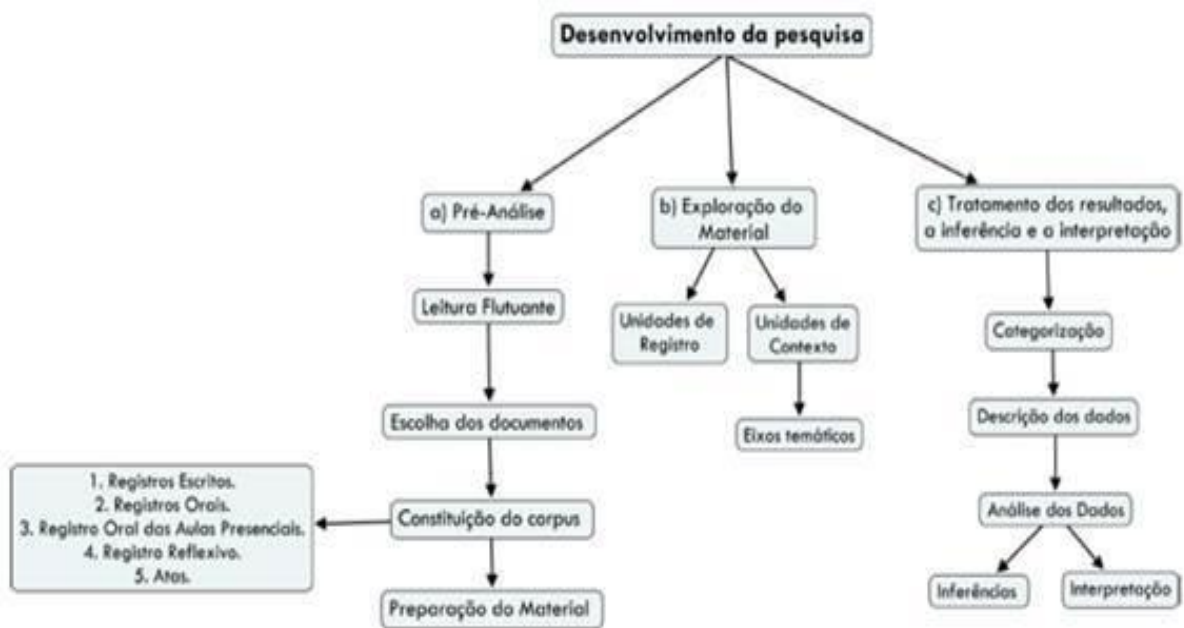 Desenvolvimento da pesquisa
a) Pré-Análise
Leitura Flutuante
Escolha dos documentos
Constituição do corpus
1. Registros Escritos.
2. Registros Orais.
3. Registro Oral das Aulas Presenciais.
4. Registro Reflexivo.
5. Atas.
Preparação do Material
b) Exploração do
Material
Unidades de
Registro
Unidades de
Contexto
Eixos temáticos
c) Tratamento dos resultados,
a inferência e a interpretação
Categorização
Descrição dos dados
Análise dos Dados
Inferências
Interpretação